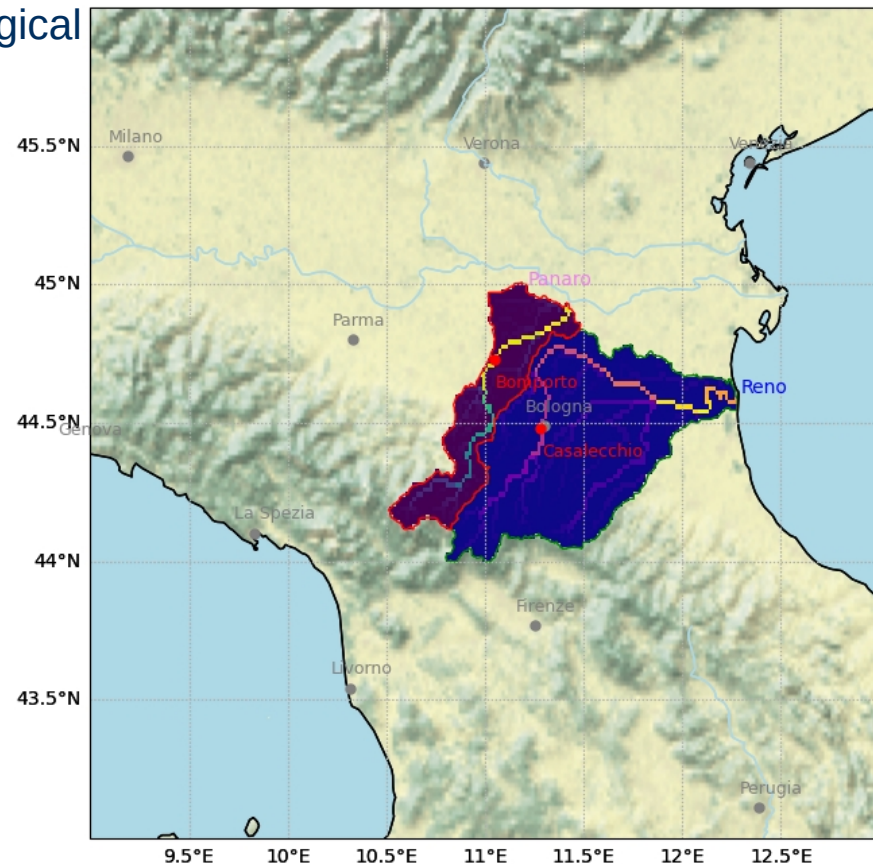 gical
45.5°N
Milano
Verona
Venezia
45°N
Panaro
Parma
Bomporto
Reno
44.5°N
Bologna
Genova
Casalecchio
La Spezia
44°N
Firenze
Livorno
43.5°N
Perugia
9.5°E
10°E
10.5°E
11°E
11.5°E
12°E
12.5°E